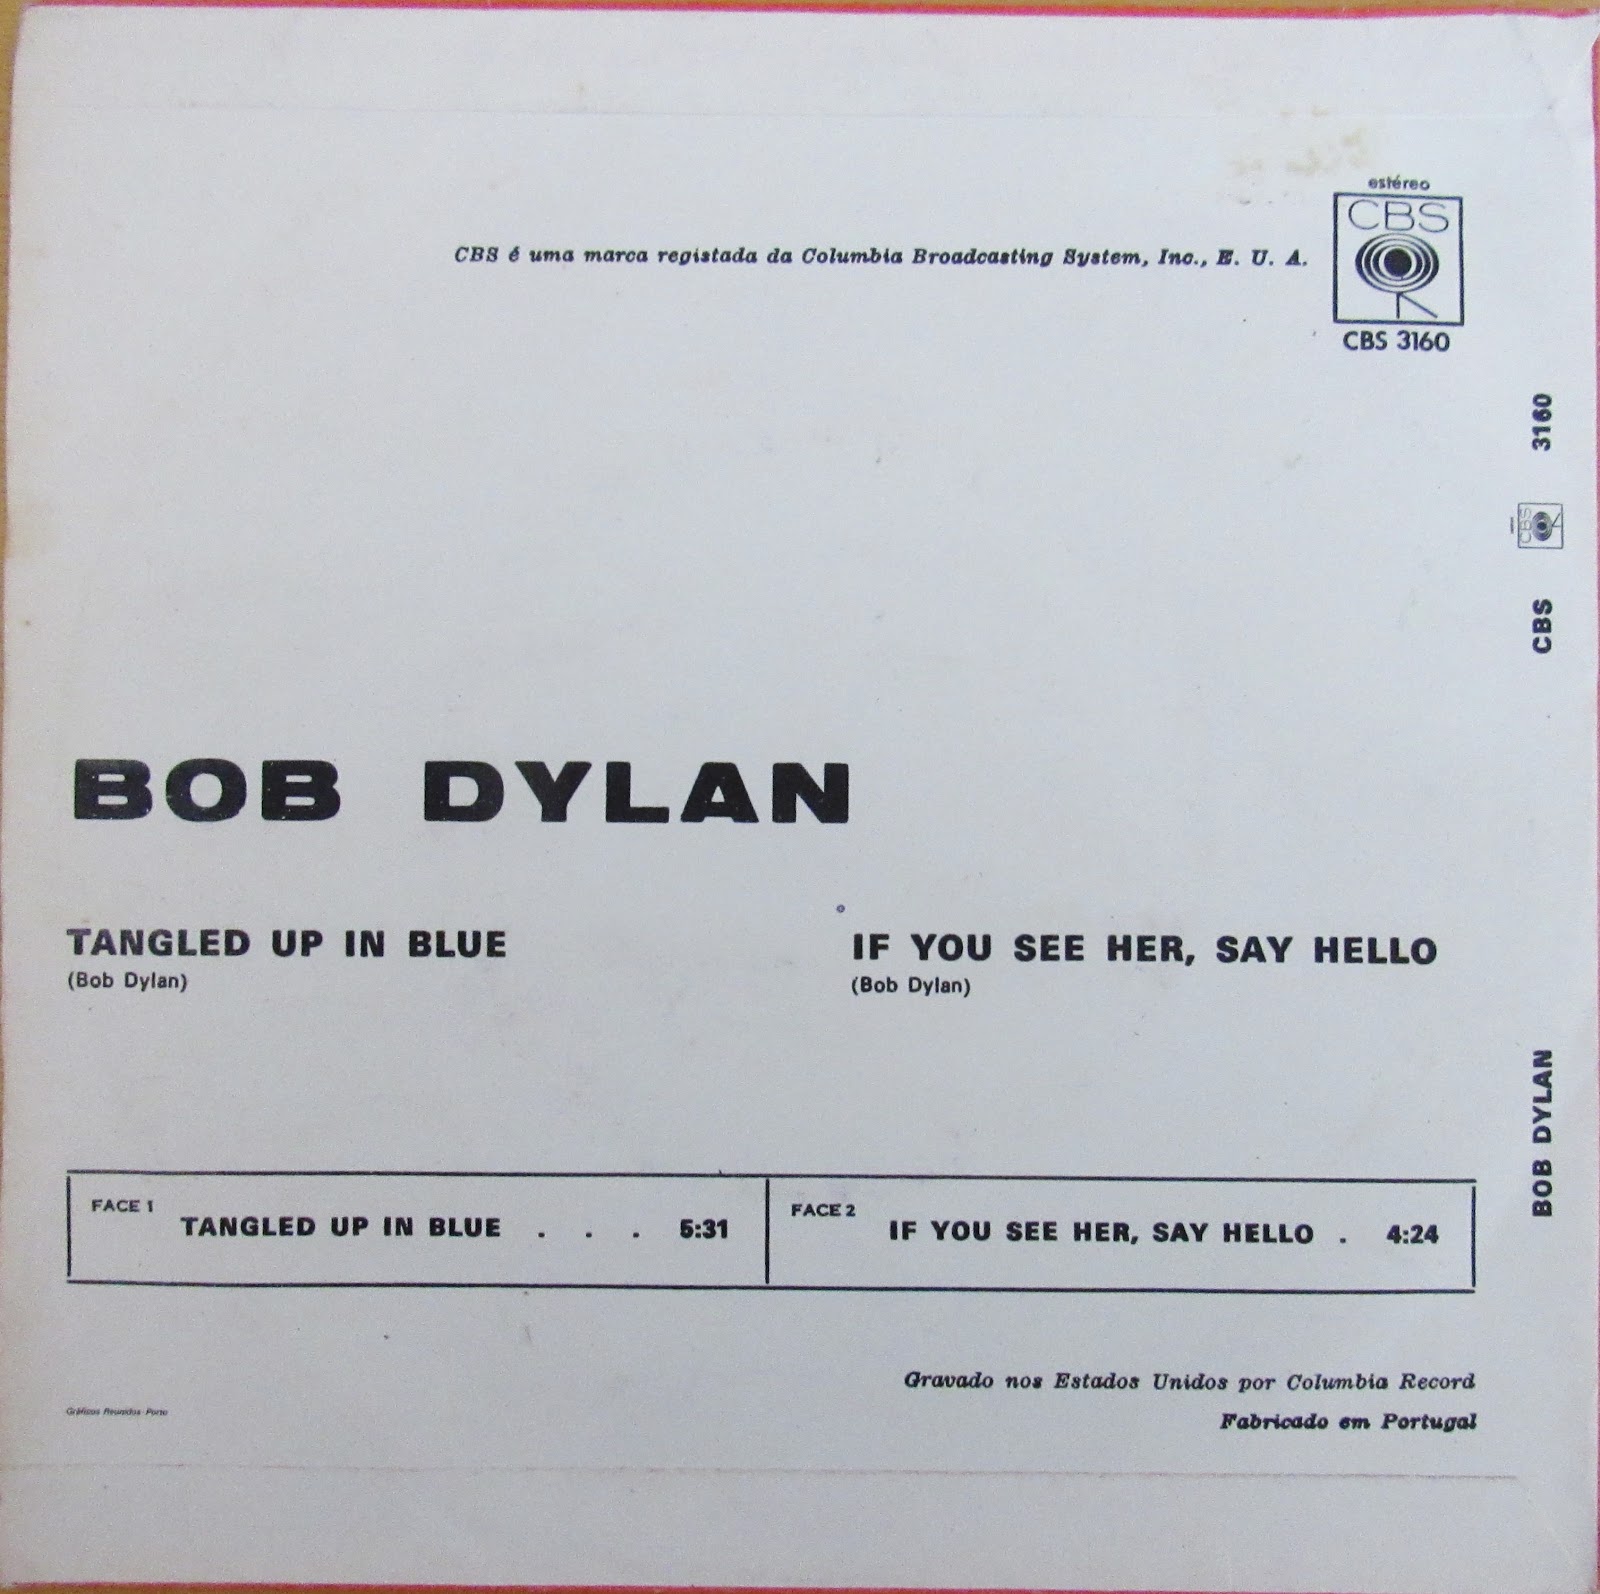 estéreo
CBS
CBS é uma marca registada da Columbia Broadcasting System, Inc., E. U. A.
CBS 3160
3160
CBS
CBS
BOB DYLAN
TANGLED UP IN BLUE
(Bob Dylan)
IF YOU SEE HER, SAY HELLO
(Bob Dylan)
BOB DYLAN
FACE 1
TANGLED UP IN BLUE . . . 5:31
FACE 2
IF YOU SEE HER, SAY HELLO . 4:24
Gravado nos Estados Unidos por Columbia Record
Fabricado em Portugal
Gráficos Reunidos - Porto